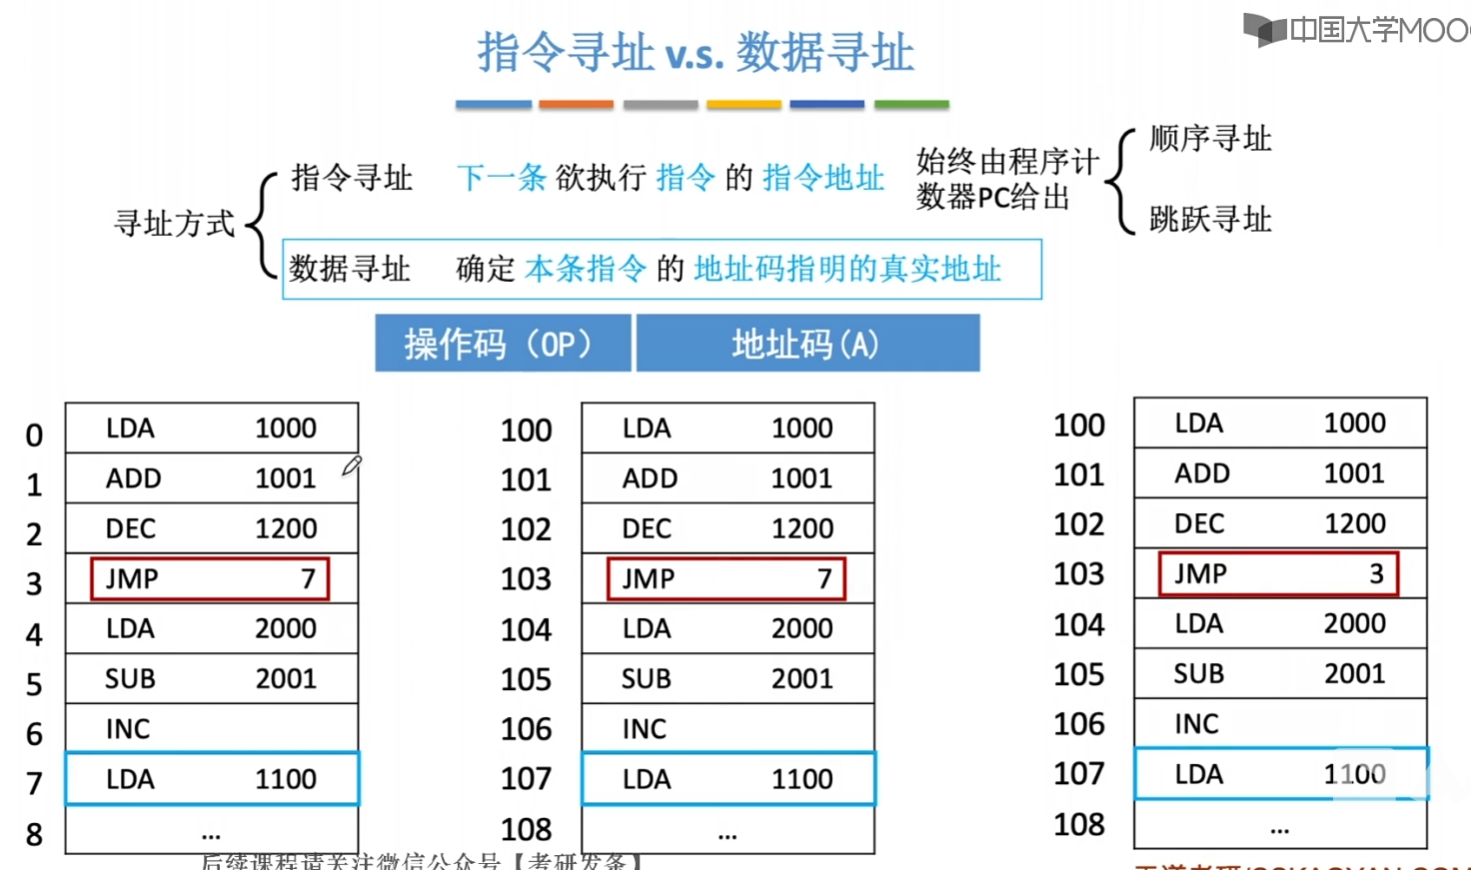 中国大学MOO
指令寻址 v.s. 数据寻址
寻址方式
指令寻址 下一条 欲执行 指令 的 指令地址
始终由程序计
数器PC给出
顺序寻址
跳跃寻址
数据寻址 确定 本条指令 的 地址码指明的真实地址
操作码（OP） 地址码(A)
0 LDA 1000
1 ADD 1001
2 DEC 1200
3 JMP 7
4 LDA 2000
5 SUB 2001
6 INC
7 LDA 1100
8 ...
100 LDA 1000
101 ADD 1001
102 DEC 1200
103 JMP 7
104 LDA 2000
105 SUB 2001
106 INC
107 LDA 1100
108 ...
100 LDA 1000
101 ADD 1001
102 DEC 1200
103 JMP 3
104 LDA 2000
105 SUB 2001
106 INC
107 LDA 1100
108 ...
后续课程请关注微信公众号【考研发条】